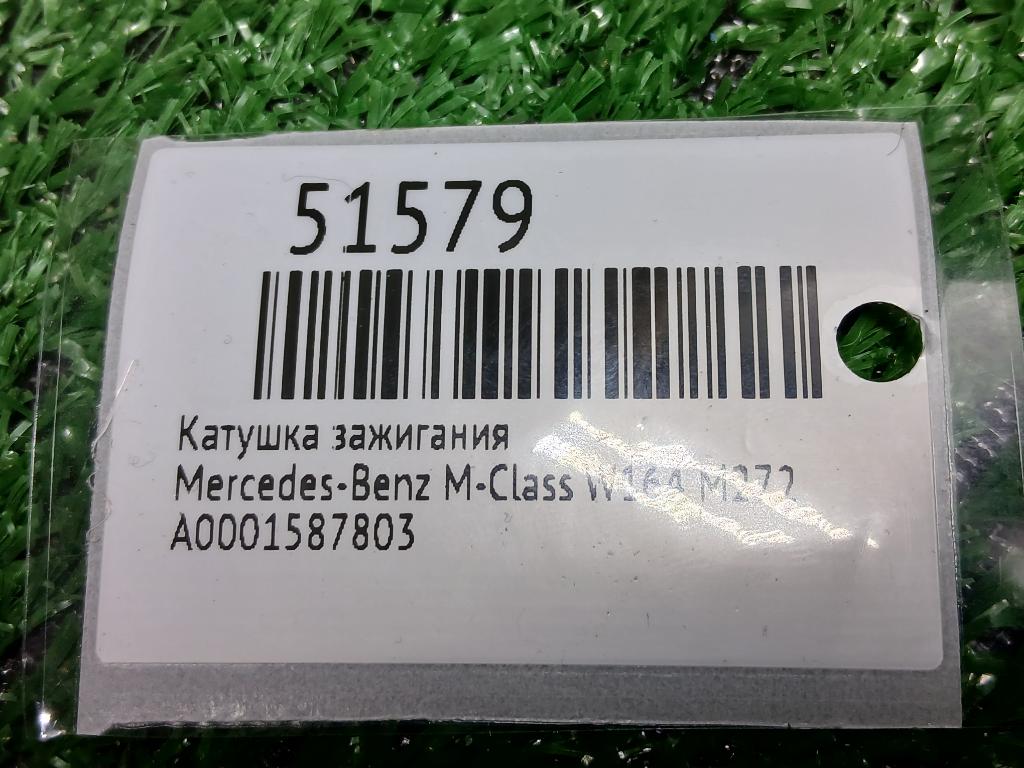 51579
Катушка зажигания
Mercedes-Benz M-Class W164 M272
A0001587803